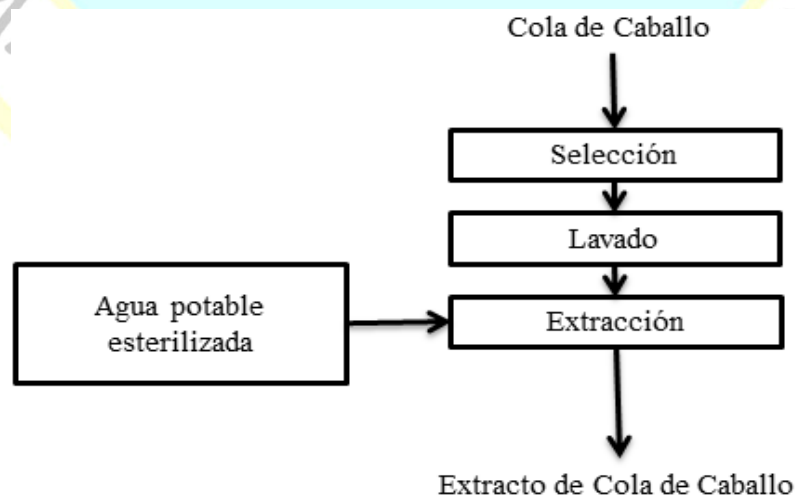 Cola de Caballo
Selección
Lavado
Agua potable
esterilizada
Extracción
Extracto de Cola de Caballo